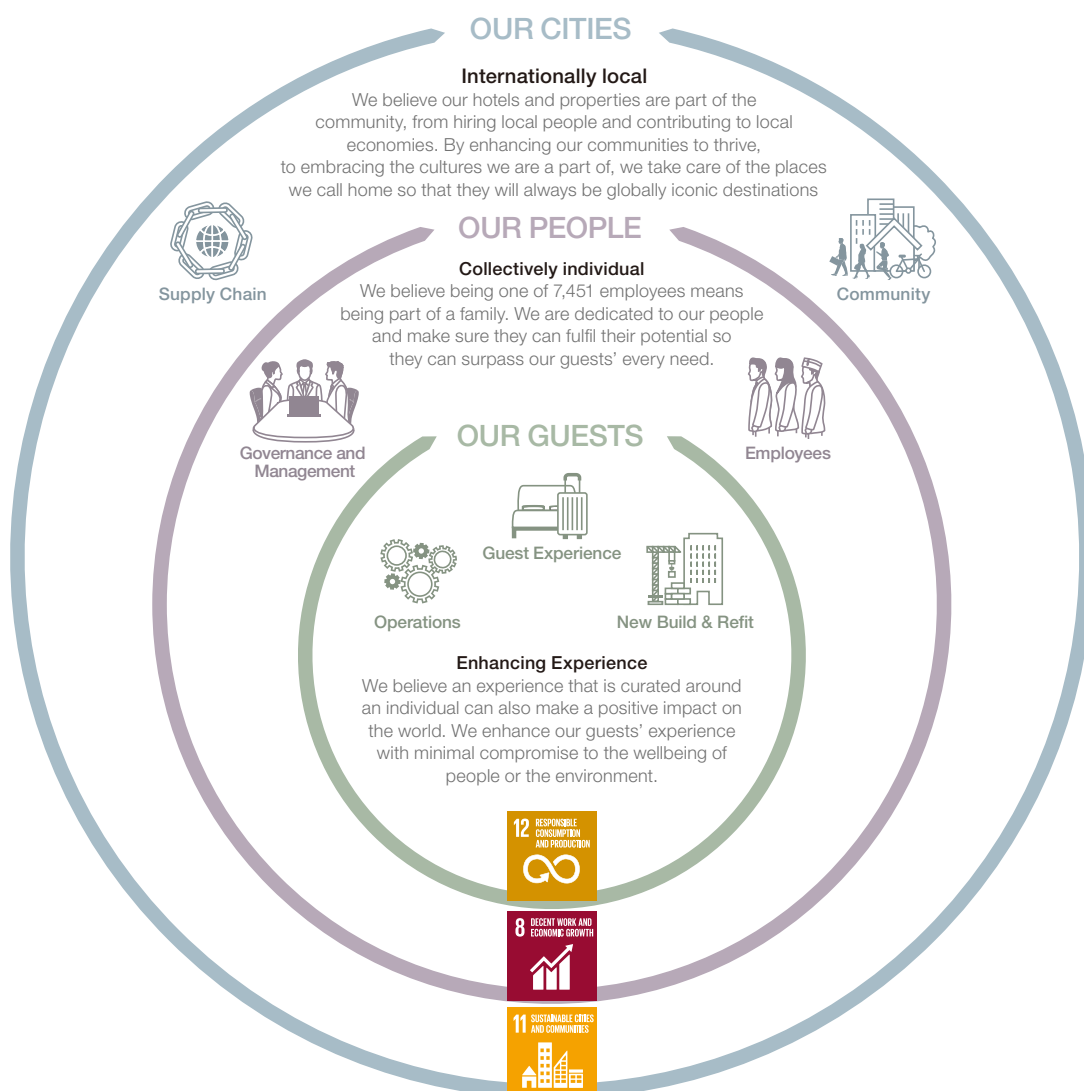 OUR CITIES
Internationally local
We believe our hotels and properties are part of the
community, from hiring local people and contributing to local
economies. By enhancing our communities to thrive,
to embracing the cultures we are a part of, we take care of the places
we call home so that they will always be globally iconic destinations
Supply Chain
Community
OUR PEOPLE
Collectively individual
We believe being one of 7,451 employees means
being part of a family. We are dedicated to our people
and make sure they can fulfil their potential so
they can surpass our guests’ every need.
Governance and
Management
Employees
OUR GUESTS
Guest Experience
Operations
New Build & Refit
Enhancing Experience
We believe an experience that is curated around
an individual can also make a positive impact on
the world. We enhance our guests’ experience
with minimal compromise to the wellbeing of
people or the environment.
12 RESPONSIBLE
CONSUMPTION
AND PRODUCTION
8 DECENT WORK AND
ECONOMIC GROWTH
11 SUSTAINABLE CITIES
AND COMMUNITIES